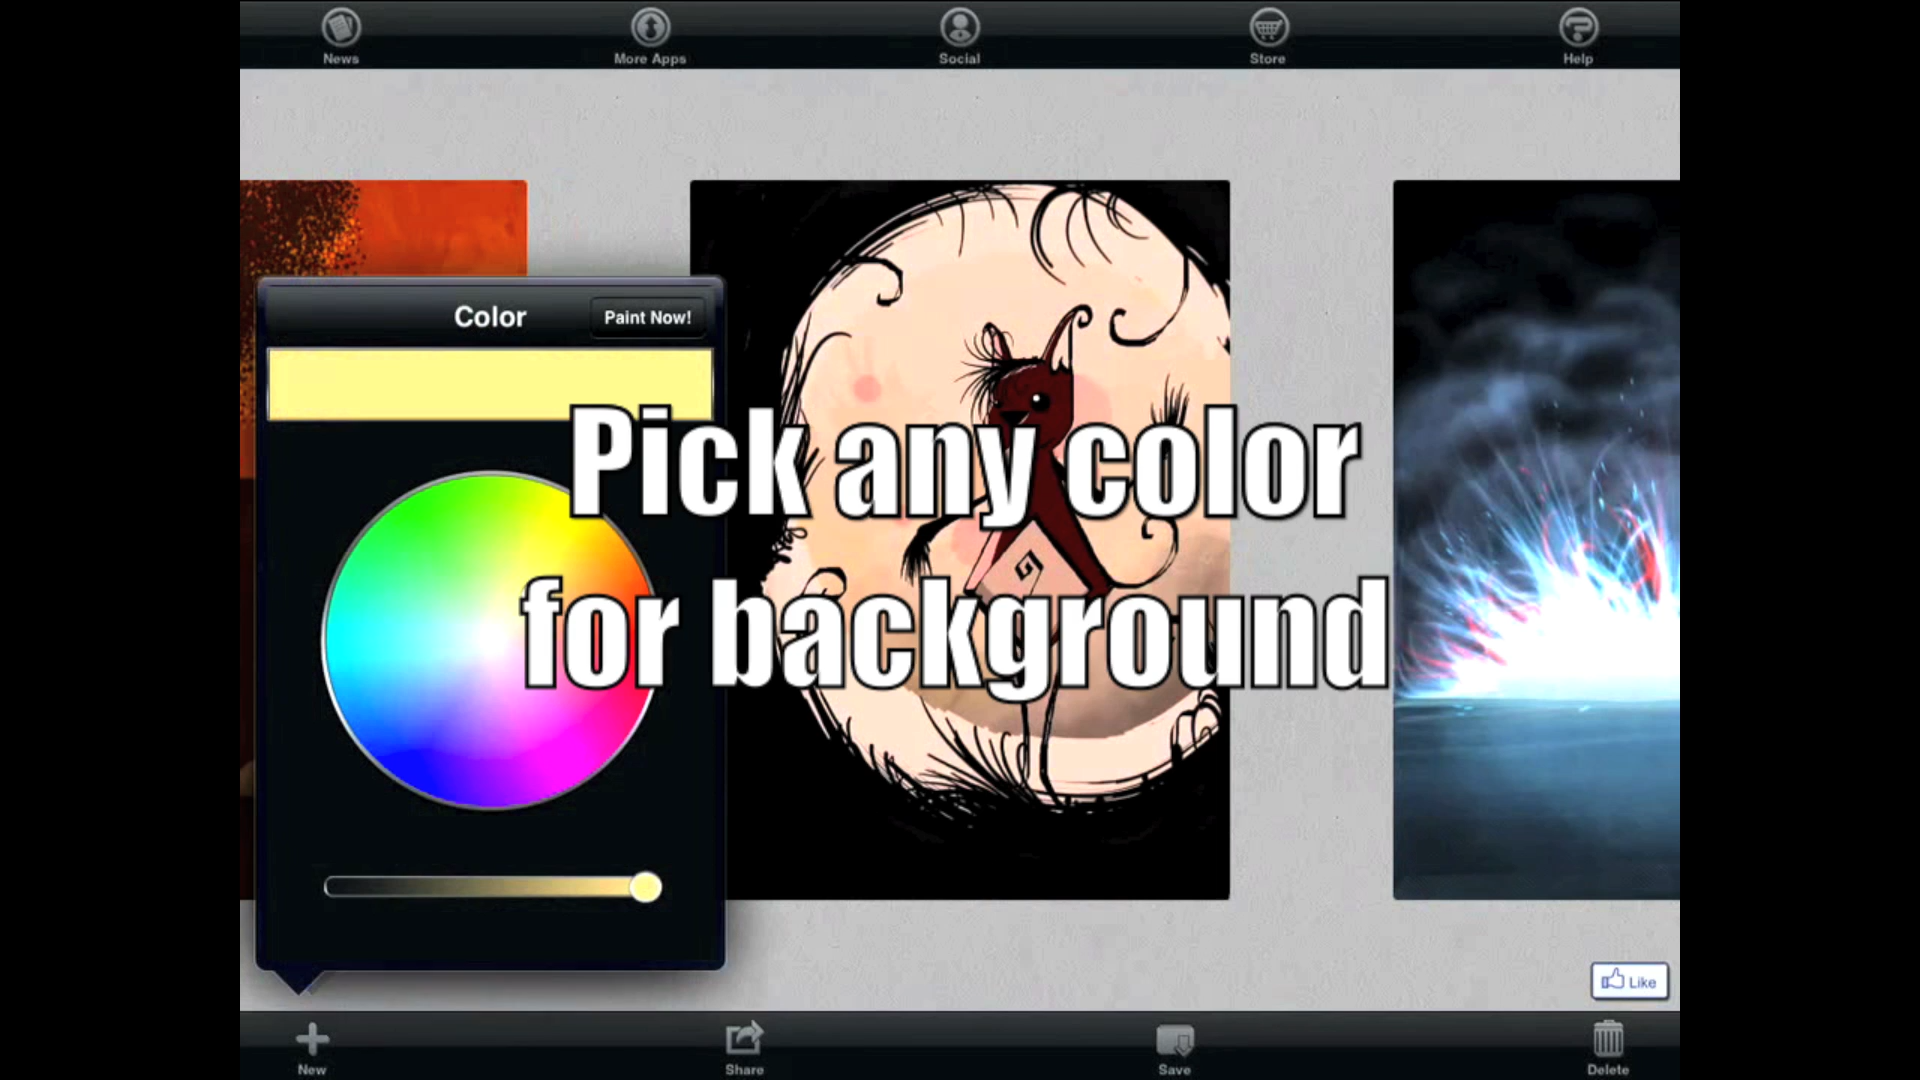 News
More Apps
Social
Store
Help
Color
Paint Now!
Pick any color
for background
Like
New
Share
Save
Delete